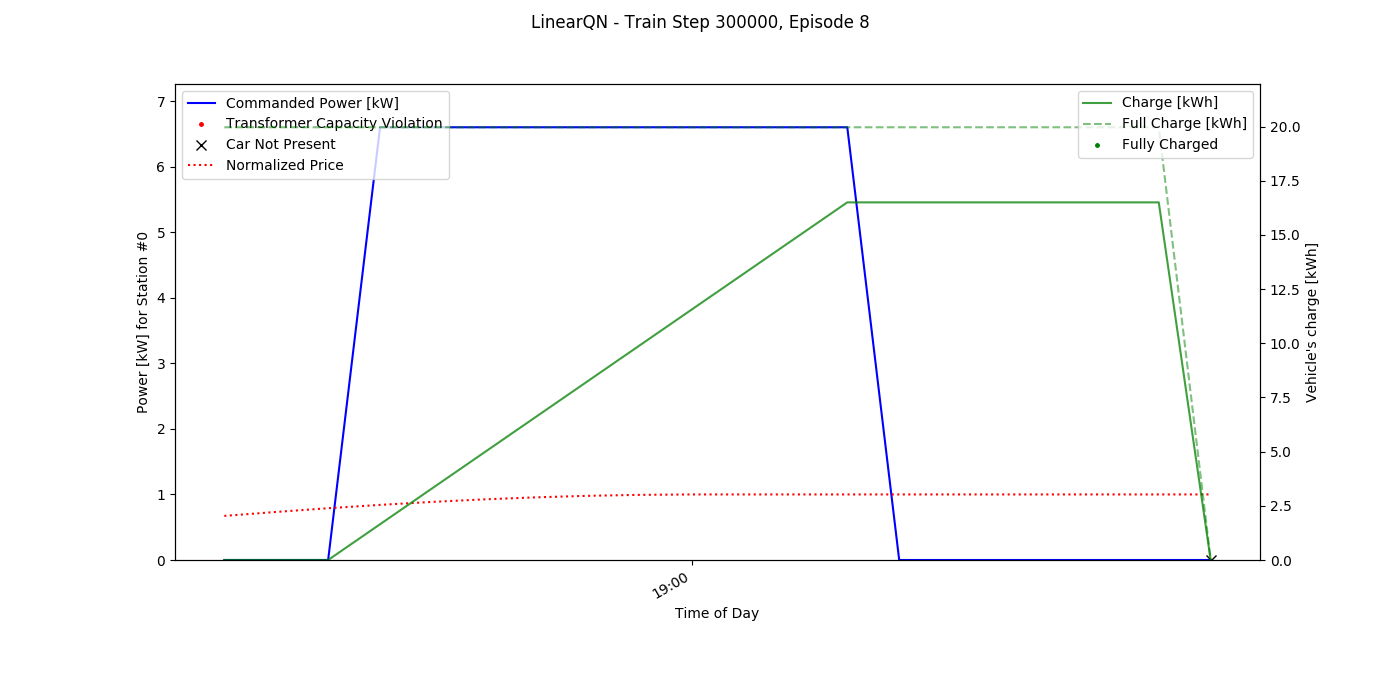 LinearQN - Train Step 300000, Episode 8
Commanded Power [kW]
Transformer Capacity Violation
Car Not Present
Normalized Price
Charge [kWh]
Full Charge [kWh]
Fully Charged
7
6
5
4
3
2
1
0
Power [kW] for Station #0
20.0
17.5
15.0
12.5
10.0
7.5
5.0
2.5
0.0
Vehicle's charge [kWh]
19:00
Time of Day